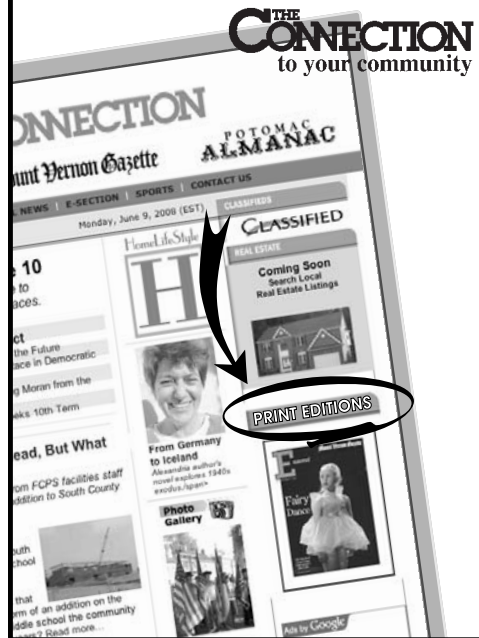 THE
CONNECTION
to your community
ONNECTION
unt Vernon Gazette
POTOMAC
ALMANAC
NEWS | E-SECTION | SPORTS | CONTACT US
Monday, June 9, 2008 (EST)
CLASSIFIEDS
CLASSIFIED
REAL ESTATE
Coming Soon
Search Local
Real Estate Listings
HomeLifeStyle
H
10
to
aces.
ct
the Future
ace in Democratic
g Moran from the
eks 10th Term
ead, But What
rom FCPS facilities staff
ddition to South County
outh
chool
that
orm of an addition on the
ddle school the community
ears? Read more...
From Germany
to Iceland
Alexandria author's
novel explores 1940s
exodus./span>
Photo
Gallery
PRINT EDITIONS
E
Fairy
Dance
Ads by Google